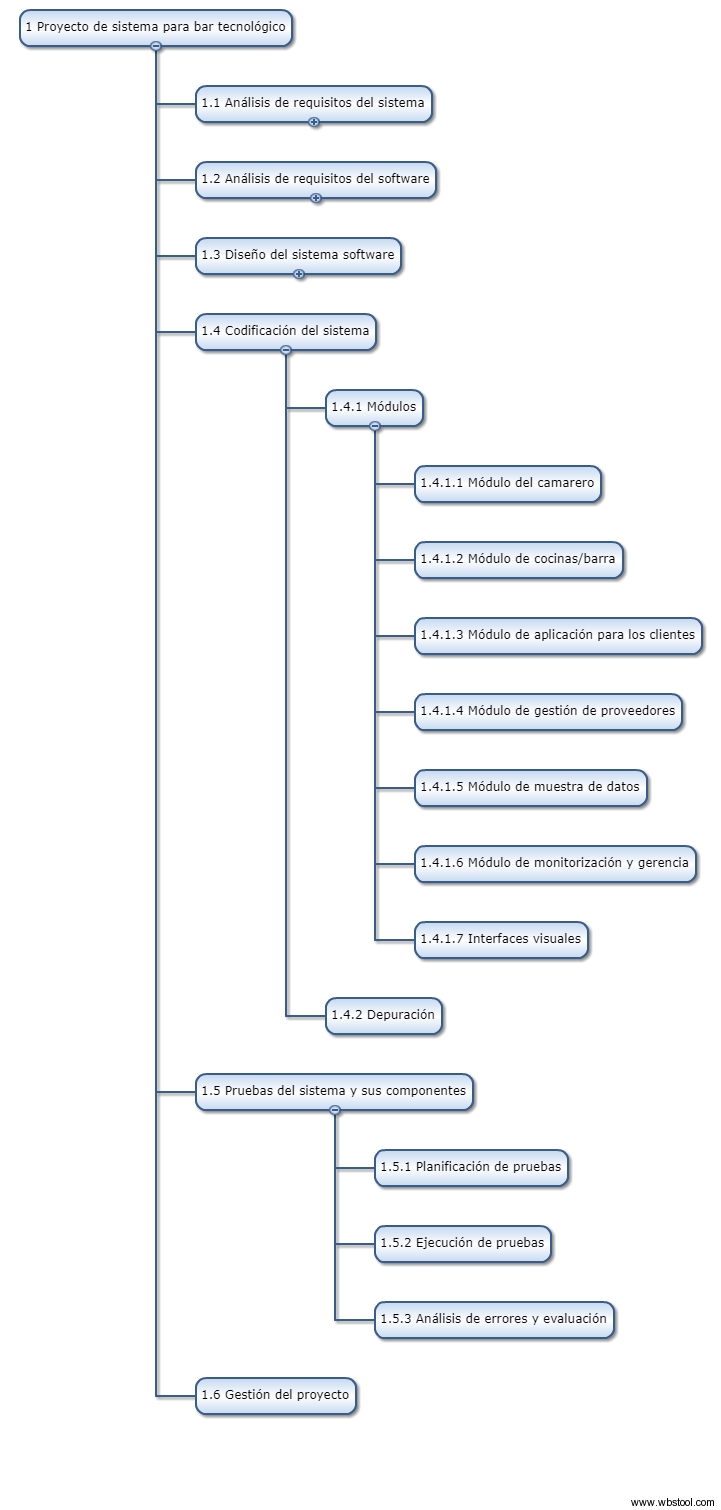 1 Proyecto de sistema para bar tecnológico
1.1 Análisis de requisitos del sistema
1.2 Análisis de requisitos del software
1.3 Diseño del sistema software
1.4 Codificación del sistema
1.4.1 Módulos
1.4.1.1 Módulo del camarero
1.4.1.2 Módulo de cocinas/barra
1.4.1.3 Módulo de aplicación para los clientes
1.4.1.4 Módulo de gestión de proveedores
1.4.1.5 Módulo de muestra de datos
1.4.1.6 Módulo de monitorización y gerencia
1.4.1.7 Interfaces visuales
1.4.2 Depuración
1.5 Pruebas del sistema y sus componentes
1.5.1 Planificación de pruebas
1.5.2 Ejecución de pruebas
1.5.3 Análisis de errores y evaluación
1.6 Gestión del proyecto
www.wbstool.com